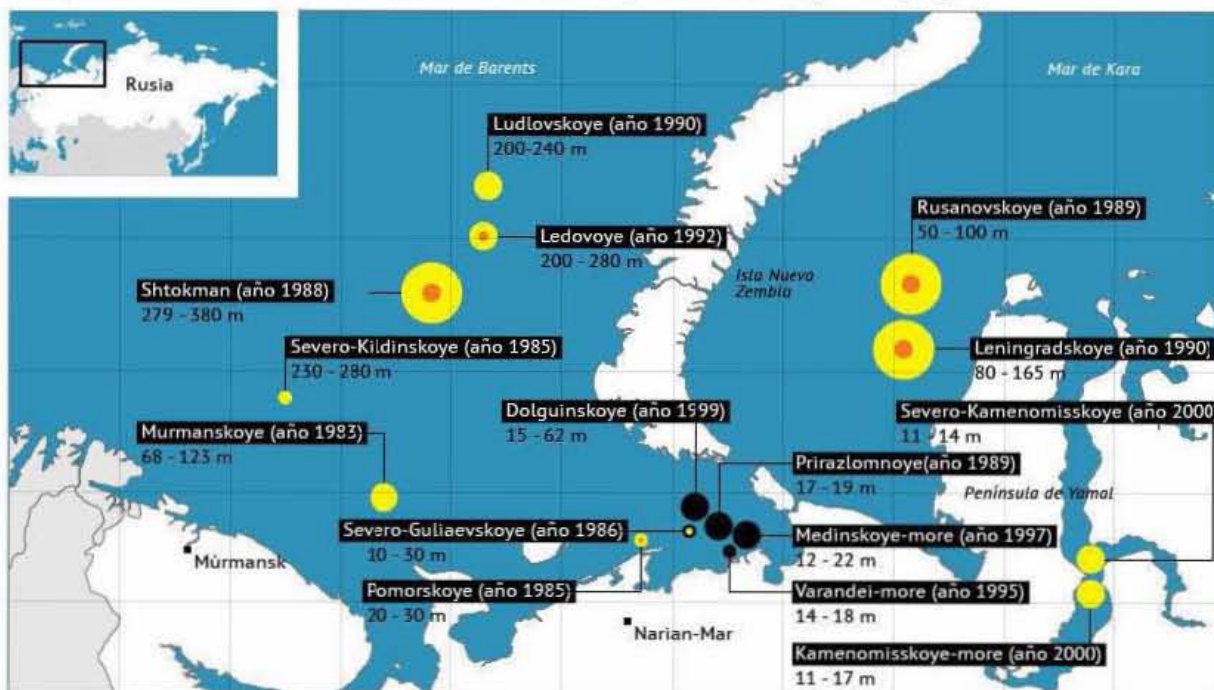 Rusia
Mar de Barents
Mar de Kara
Ludlovskoye (año 1990)
200-240 m
Rusanovskoye (año 1989)
50 - 100 m
Ledovoye (año 1992)
200 - 280 m
Isla Nueva
Zembla
Shtokman (año 1988)
279 - 380 m
Severo-Kildinskoye (año 1985)
230 - 280 m
Leningradskoye (año 1990)
80 - 165 m
Dolguinskoye (año 1999)
15 - 62 m
Severo-Kamenomisskoye (año 2000)
11 - 14 m
Murmanskoye (año 1983)
68 - 123 m
Prirazlomnoye(año 1989)
17 - 19 m
Península de Yamal
Severo-Guliaevskoye (año 1986)
10 - 30 m
Medinskoye-more (año 1997)
12 - 22 m
Múrmansk
Pomorskoye (año 1985)
20 - 30 m
Varandei-more (año 1995)
14 - 18 m
Narian-Mar
Kamenomisskoye-more (año 2000)
11 - 17 m